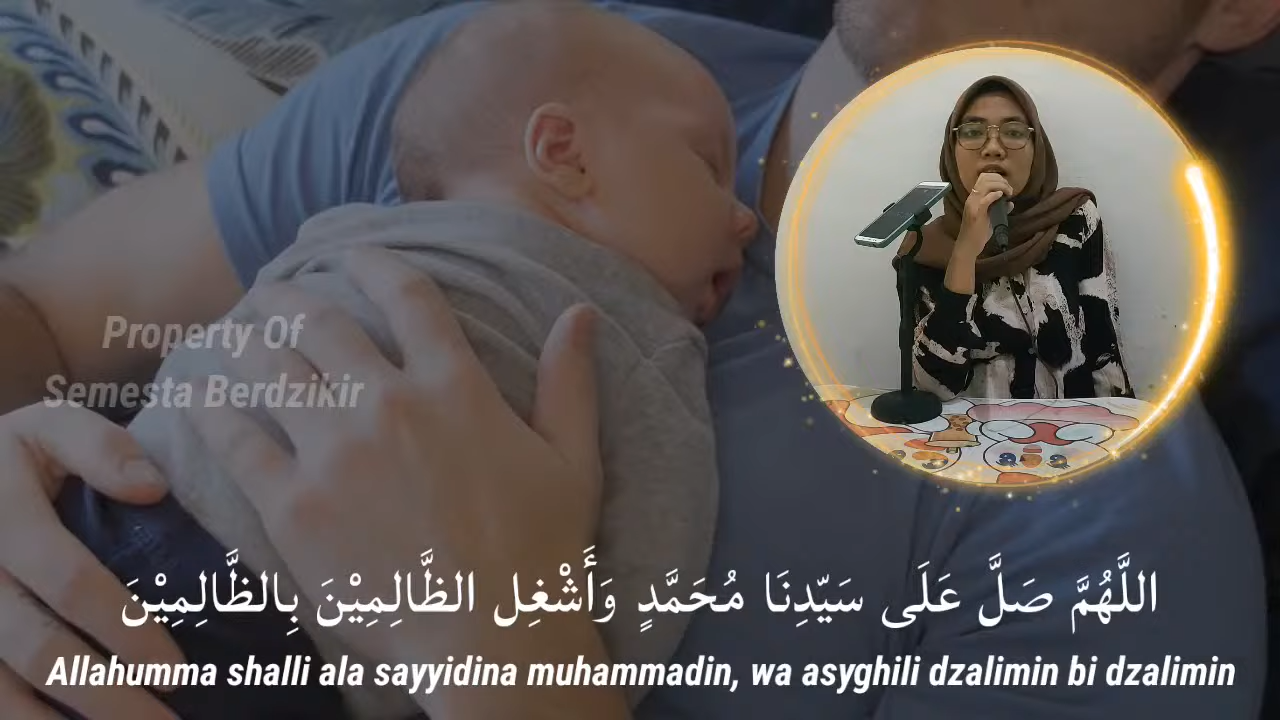 Property Of
Semesta Berdzikir
اللَّهُمَّ صَلَّ عَلَى سَيّدِنَا مُحَمَّدٍ وَأَشْغِل الظَّالِمِيْنَ بِالظَّالِمِيْنَ
Allahumma shalli ala sayyidina muhammadin, wa asyghili dzalimin bi dzalimin